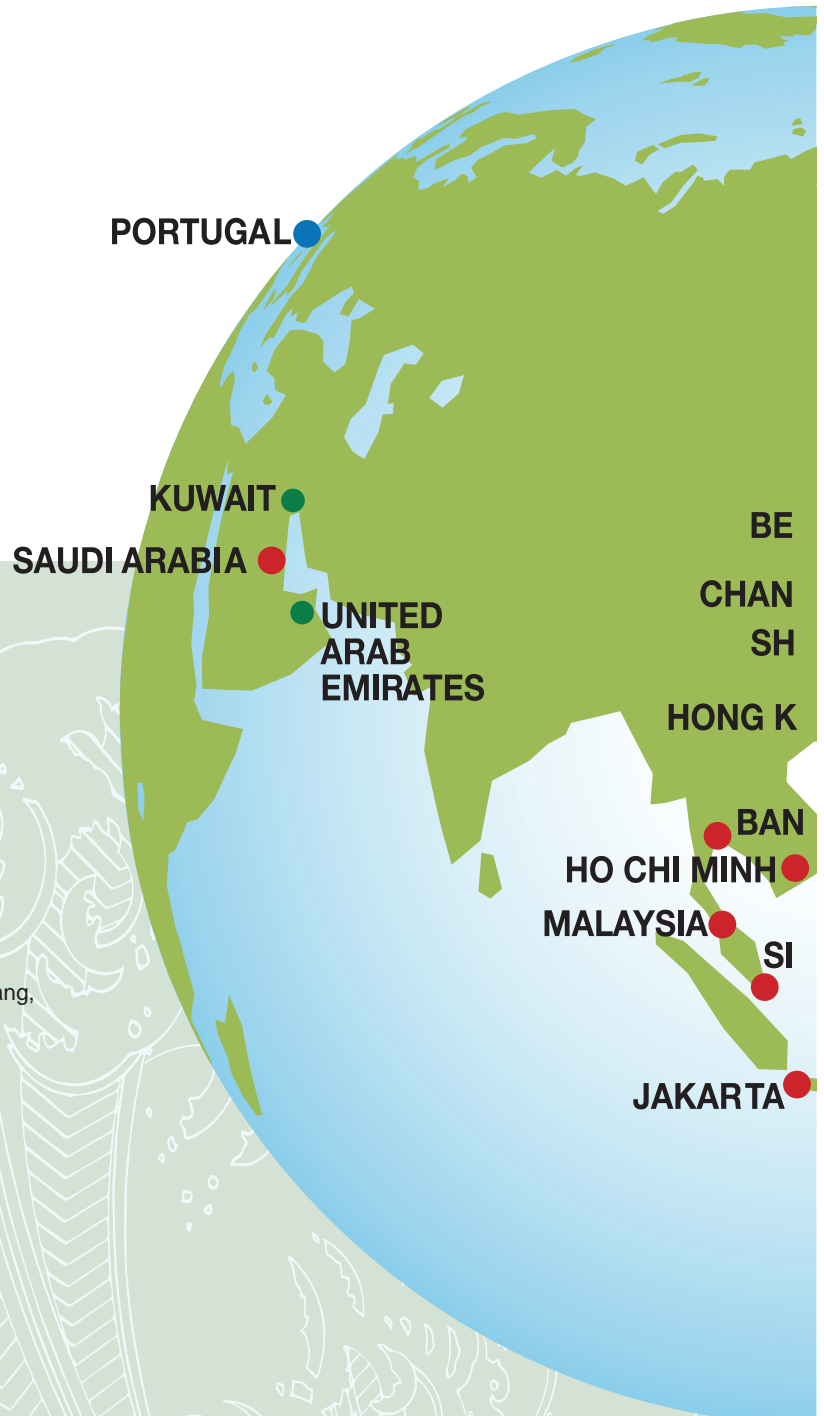 PORTUGAL
KUWAIT
SAUDI ARABIA
UNITED
ARAB
EMIRATES
BE
CHAN
SH
HONG K
BAN
HO CHI MINH
MALAYSIA
SI
ang,
JAKARTA